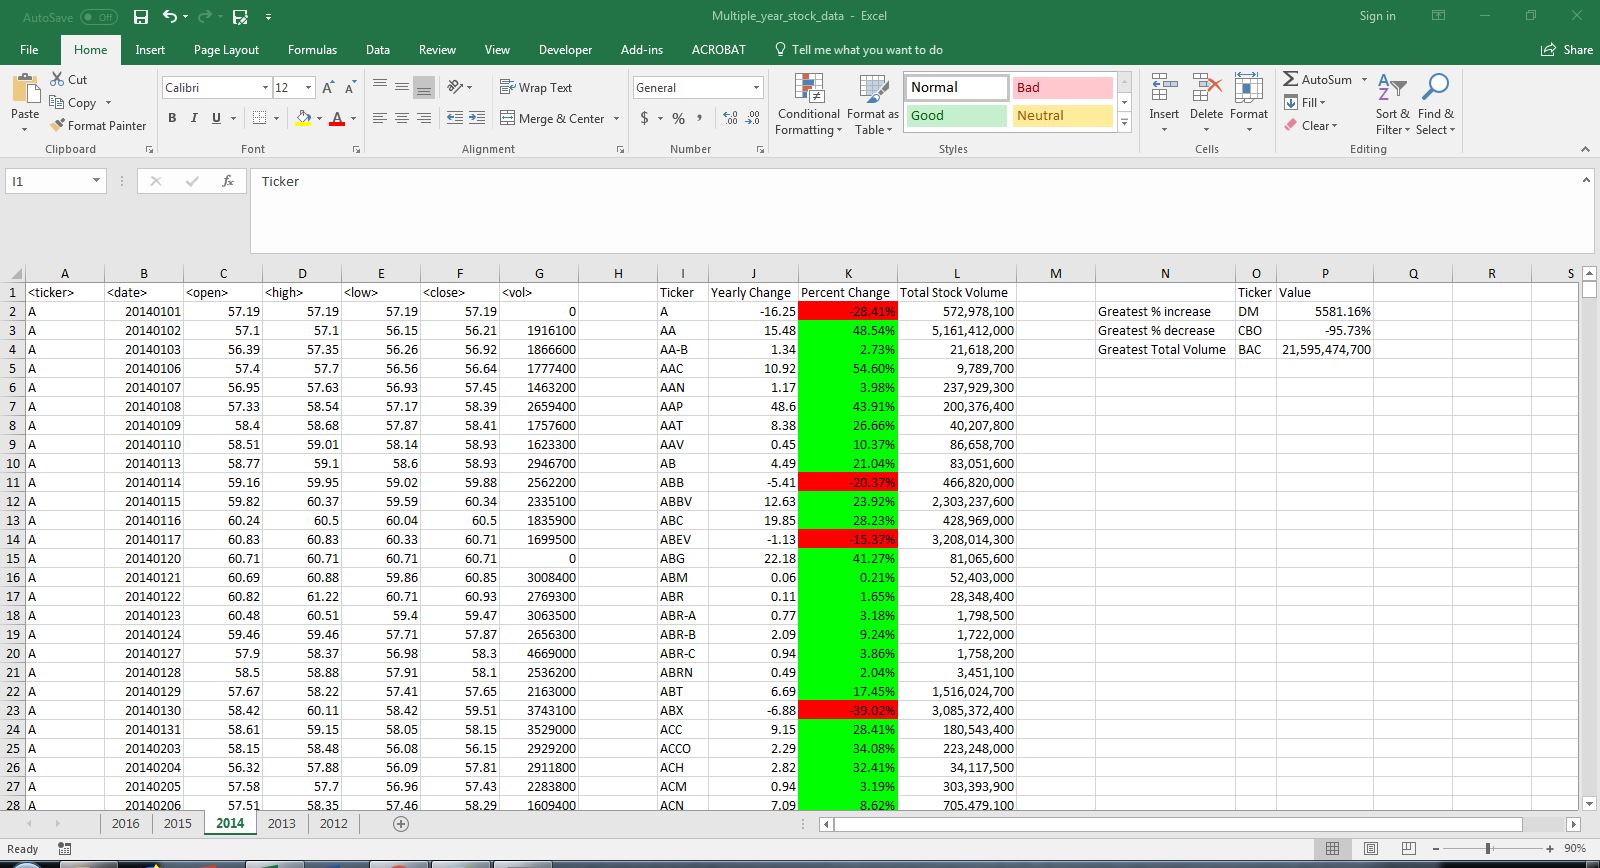 AutoSave Off Multiple_year_stock_data - Excel Sign in
File Home Insert Page Layout Formulas Data Review View Developer Add-ins ACROBAT Tell me what you want to do Share
Cut Calibri 12 Wrap Text General Normal Bad AutoSum
Copy Fill
Paste Format Painter B I U Merge & Center $ % , Conditional Formatting Format as Table Good Neutral Insert Delete Format Clear Sort & Filter Find & Select
Clipboard Font Alignment Number Styles Cells Editing
I1 fx Ticker
A B C D E F G H I J K L M N O P Q R S
1 <ticker> <date> <open> <high> <low> <close> <vol> Ticker Yearly Change Percent Change Total Stock Volume Ticker Value
2 A 20140101 57.19 57.19 57.19 57.19 0 A -16.25 -28.41% 572,978,100 Greatest % increase DM 5581.16%
3 A 20140102 57.1 57.1 56.15 56.21 1916100 AA 15.48 48.54% 5,161,412,000 Greatest % decrease CBO -95.73%
4 A 20140103 56.39 57.35 56.26 56.92 1866600 AA-B 1.34 2.73% 21,618,200 Greatest Total Volume BAC 21,595,474,700
5 A 20140106 57.4 57.7 56.56 56.64 1777400 AAC 10.92 54.60% 9,789,700
6 A 20140107 56.95 57.63 56.93 57.45 1463200 AAN 1.17 3.98% 237,929,300
7 A 20140108 57.33 58.54 57.17 58.39 2659400 AAP 48.6 43.91% 200,376,400
8 A 20140109 58.4 58.68 57.87 58.41 1757600 AAT 8.38 26.66% 40,207,800
9 A 20140110 58.51 59.01 58.14 58.93 1623300 AAV 0.45 10.37% 86,658,700
10 A 20140113 58.77 59.1 58.6 58.93 2946700 AB 4.49 21.04% 83,051,600
11 A 20140114 59.16 59.95 59.02 59.88 2562200 ABB -5.41 -20.37% 466,820,000
12 A 20140115 59.82 60.37 59.59 60.34 2335100 ABBV 12.63 23.92% 2,303,237,600
13 A 20140116 60.24 60.5 60.04 60.5 1835900 ABC 19.85 28.23% 428,969,000
14 A 20140117 60.83 60.83 60.33 60.71 1699500 ABEV -1.13 -15.37% 3,208,014,300
15 A 20140120 60.71 60.71 60.71 60.71 0 ABG 22.18 41.27% 81,065,600
16 A 20140121 60.69 60.88 59.86 60.85 3008400 ABM 0.06 0.21% 52,403,000
17 A 20140122 60.82 61.22 60.71 60.93 2769300 ABR 0.11 1.65% 28,348,400
18 A 20140123 60.48 60.51 59.4 59.47 3063500 ABR-A 0.77 3.18% 1,798,500
19 A 20140124 59.46 59.46 57.71 57.87 2656300 ABR-B 2.09 9.24% 1,722,000
20 A 20140127 57.9 58.37 56.98 58.3 4669000 ABR-C 0.94 3.86% 1,758,200
21 A 20140128 58.5 58.88 57.91 58.1 2536200 ABRN 0.49 2.04% 3,451,100
22 A 20140129 57.67 58.22 57.41 57.65 2163000 ABT 6.69 17.45% 1,516,024,700
23 A 20140130 58.42 60.11 58.42 59.51 3743100 ABX -6.88 -39.02% 3,085,372,400
24 A 20140131 58.61 59.15 58.05 58.15 3529000 ACC 9.15 28.41% 180,543,400
25 A 20140203 58.15 58.48 56.08 56.15 2929200 ACCO 2.29 34.08% 223,248,000
26 A 20140204 56.32 57.88 56.09 57.81 2911800 ACH 2.82 32.41% 34,117,500
27 A 20140205 57.58 57.7 56.96 57.43 2283800 ACM 0.94 3.19% 303,393,900
28 A 20140206 57.51 58.35 57.46 58.29 1609400 ACN 7.09 8.62% 705,479,100
2016 2015 2014 2013 2012
Ready 90%